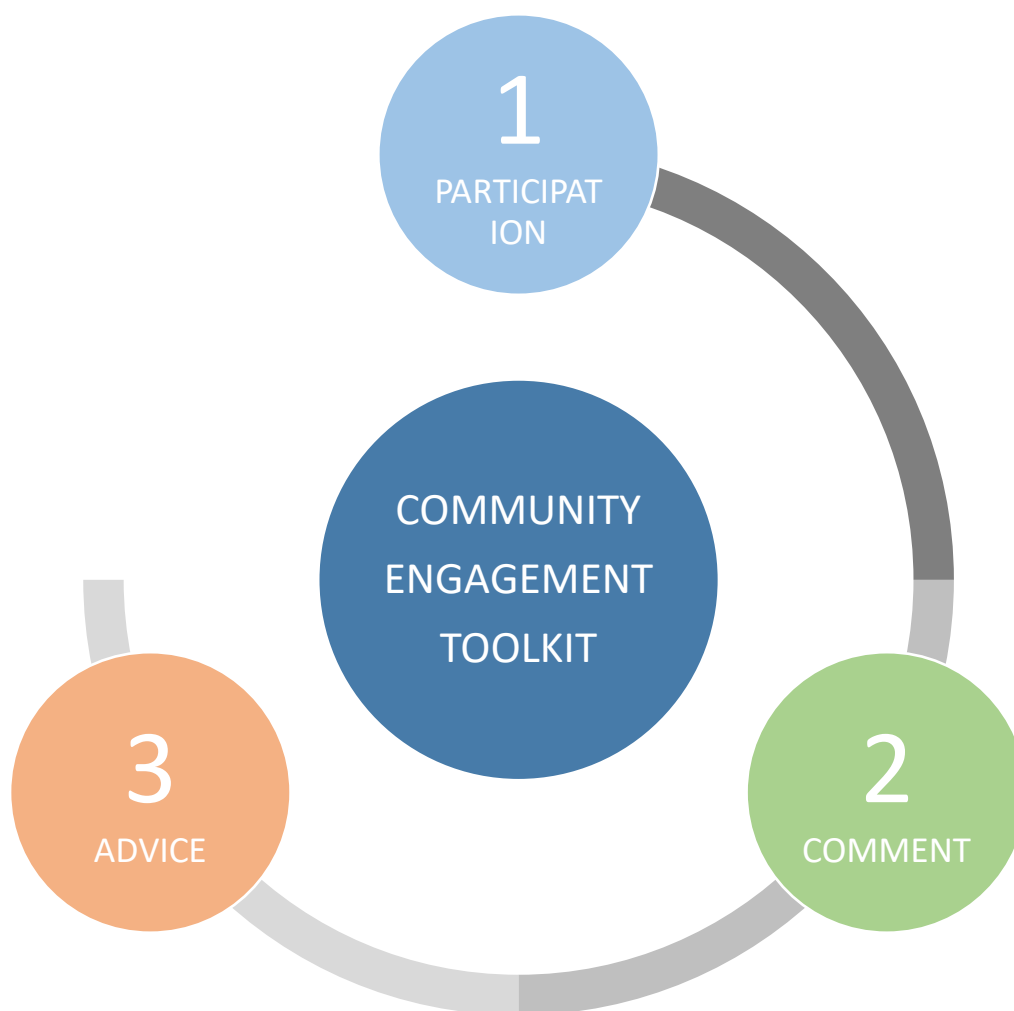 1
PARTICIPAT
ION
COMMUNITY
ENGAGEMENT
TOOLKIT
3
ADVICE
2
COMMENT